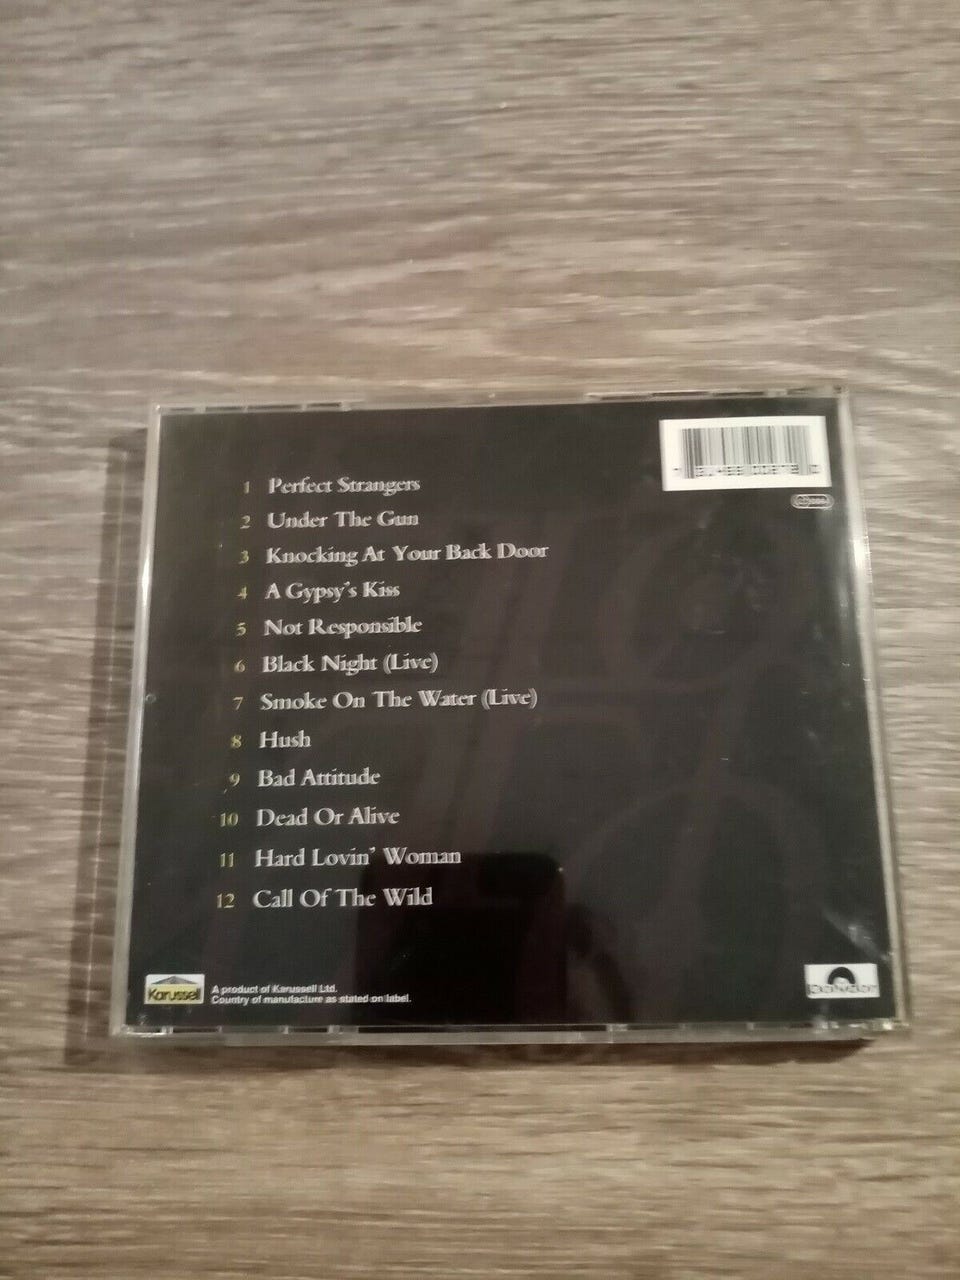 1 Perfect Strangers
2 Under The Gun
3 Knocking At Your Back Door
4 A Gypsy's Kiss
5 Not Responsible
6 Black Night (Live)
7 Smoke On The Water (Live)
8 Hush
9 Bad Attitude
10 Dead Or Alive
11 Hard Lovin' Woman
12 Call Of The Wild
Karussell
A product of Karussell Ltd.
Country of manufacture as stated on label.